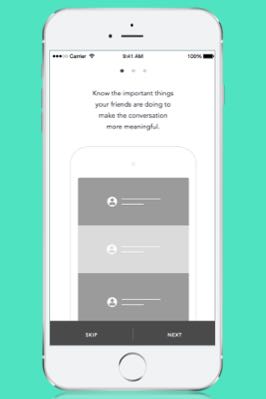 Carrier 9:41 AM 100%
Know the important things
your friends are doing to
make the conversation
more meaningful.
SKIP NEXT